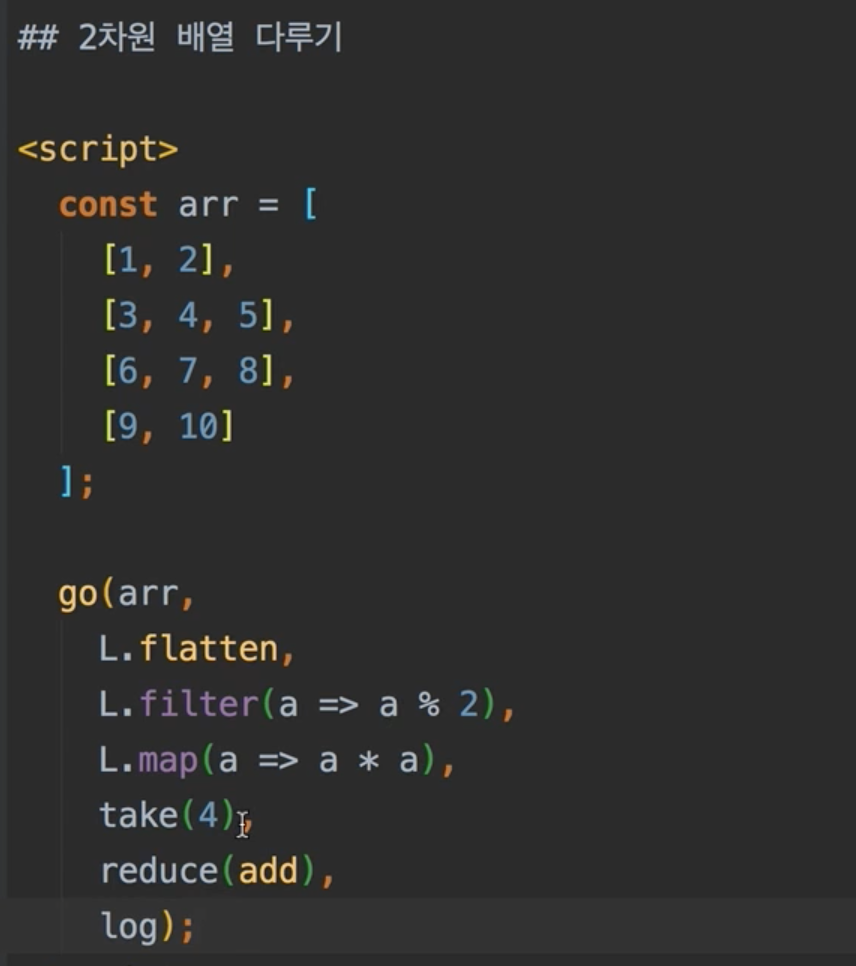 ## 2차원 배열 다루기
<script>
const arr = [
[1, 2],
[3, 4, 5],
[6, 7, 8],
[9, 10]
];
go(arr,
L.flatten,
L.filter(a => a % 2),
L.map(a => a * a),
take(4),
reduce(add),
log);